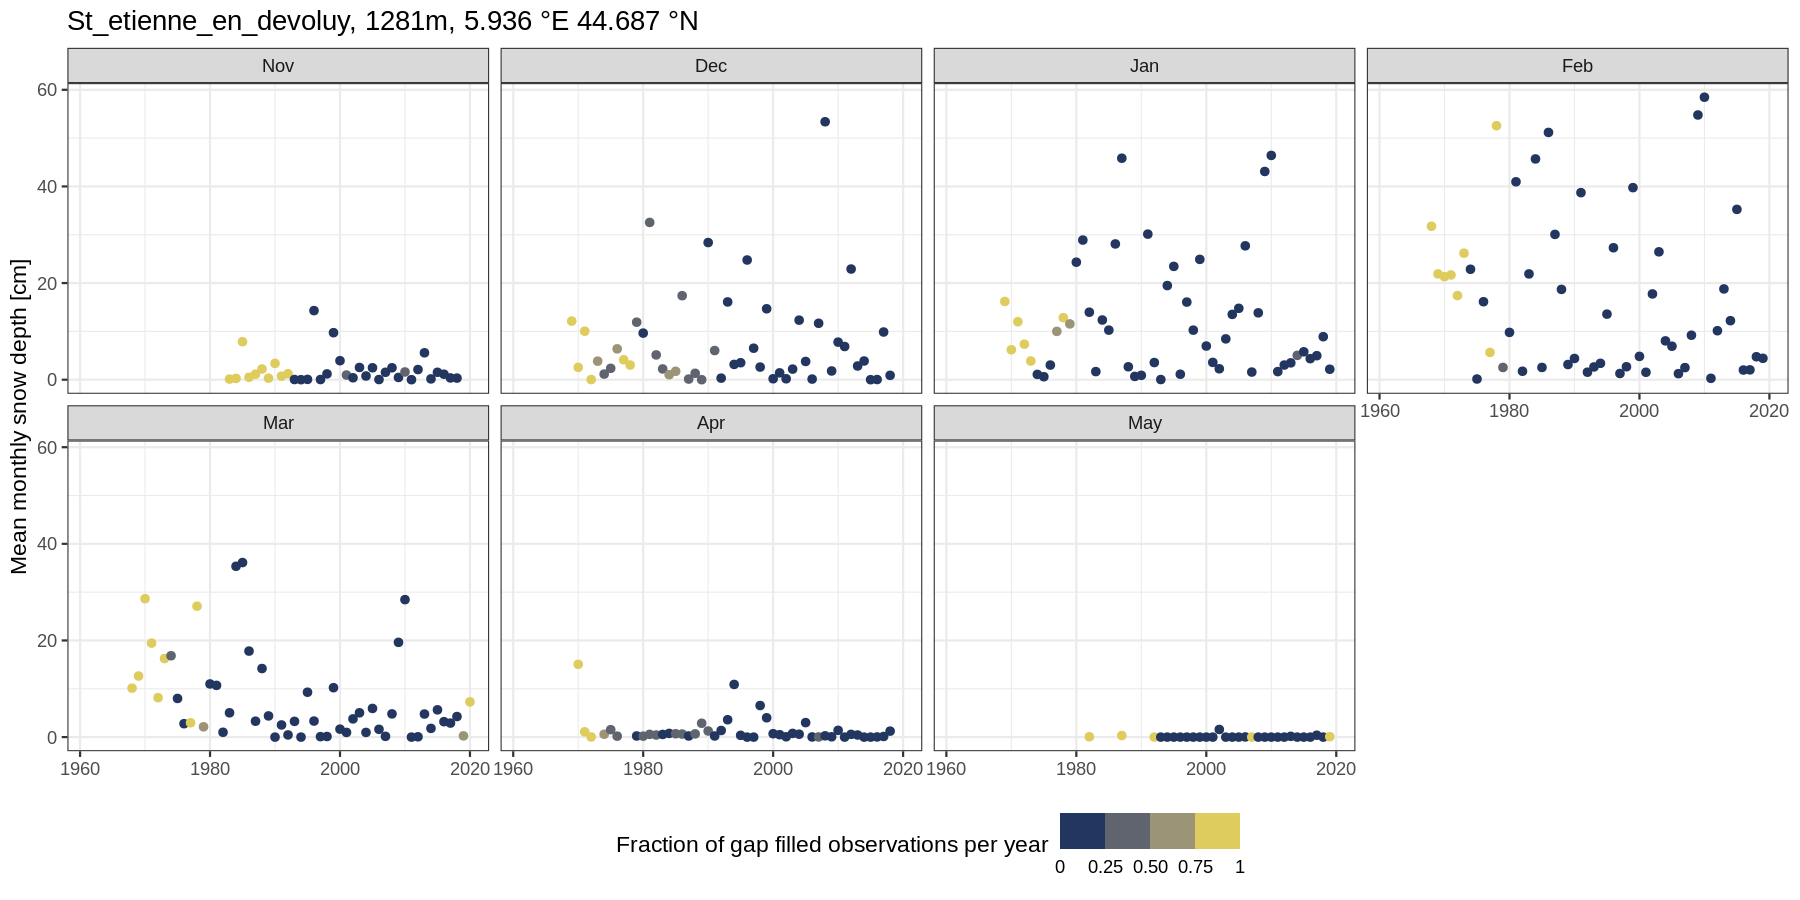 St_etienne_en_devoluy, 1281m, 5.936 °E 44.687 °N
Nov Dec Jan Feb
60
40
20
0
1960 1980 2000 2020
Mean monthly snow depth [cm]
Mar Apr May
60
40
20
0
1960 1980 2000 2020 1960 1980 2000 2020 1960 1980 2000 2020
Fraction of gap filled observations per year
0 0.25 0.50 0.75 1